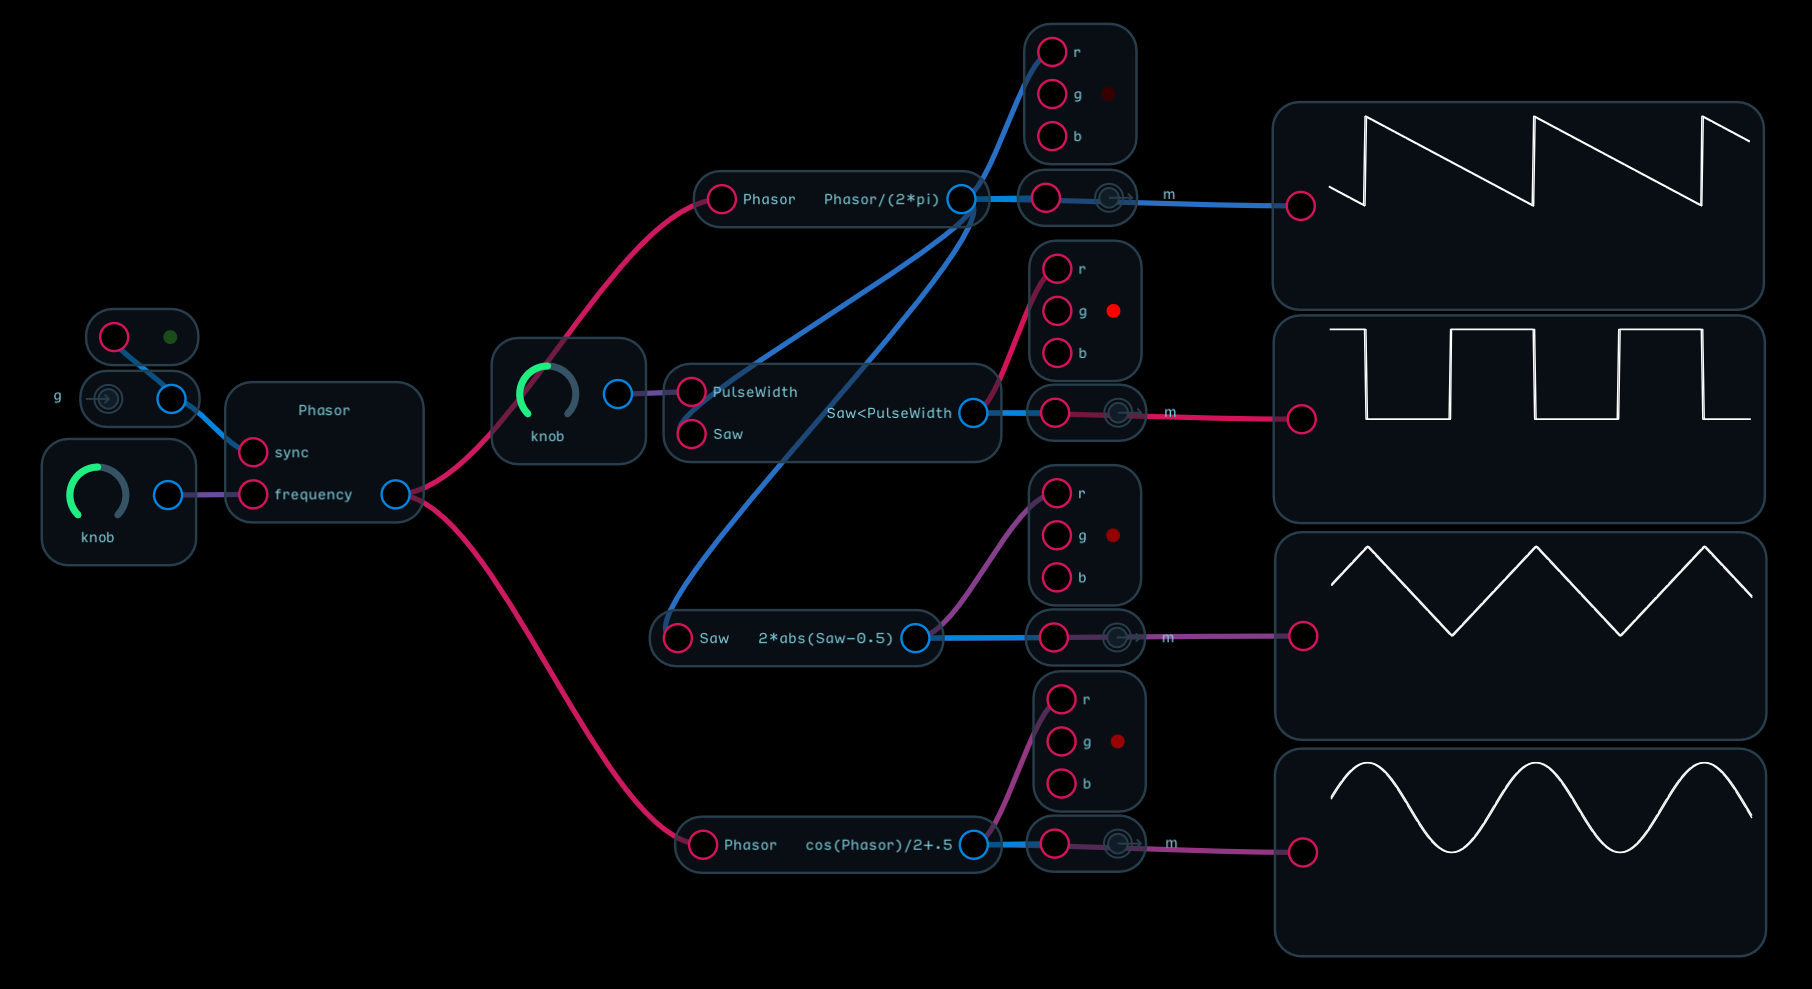 r
g
b
Phasor Phasor/(2*pi)
m
r
g
b
PulseWidth
Saw<PulseWidth
Saw
m
knob
g
Phasor
sync
frequency
knob
r
g
b
Saw 2*abs(Saw-0.5)
m
r
g
b
Phasor cos(Phasor)/2+.5
m